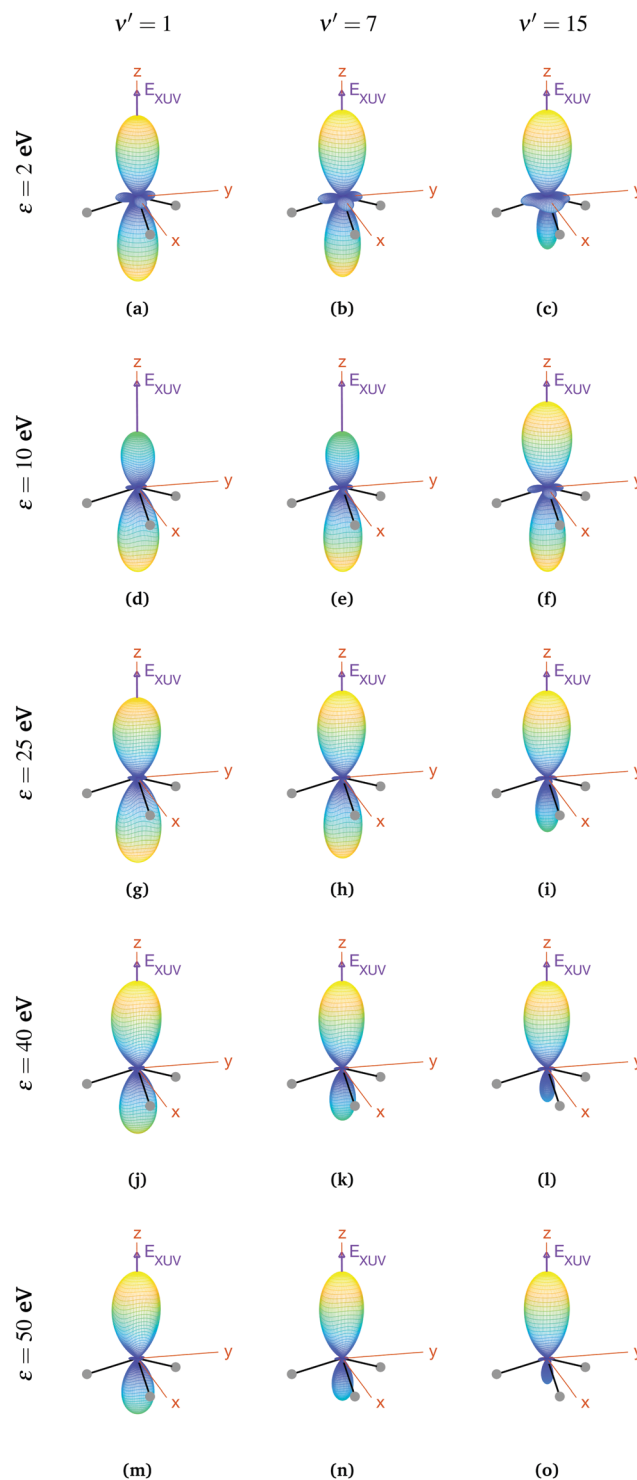 ν′ = 1 ν′ = 7 ν′ = 15
ε = 2 eV
z z z
E_XUV E_XUV E_XUV
y y y
x x x
(a) (b) (c)
ε = 10 eV
z z z
E_XUV E_XUV E_XUV
y y y
x x x
(d) (e) (f)
ε = 25 eV
z z z
E_XUV E_XUV E_XUV
y y y
x x x
(g) (h) (i)
ε = 40 eV
z z z
E_XUV E_XUV E_XUV
y y y
x x x
(j) (k) (l)
ε = 50 eV
z z z
E_XUV E_XUV E_XUV
y y y
x x x
(m) (n) (o)